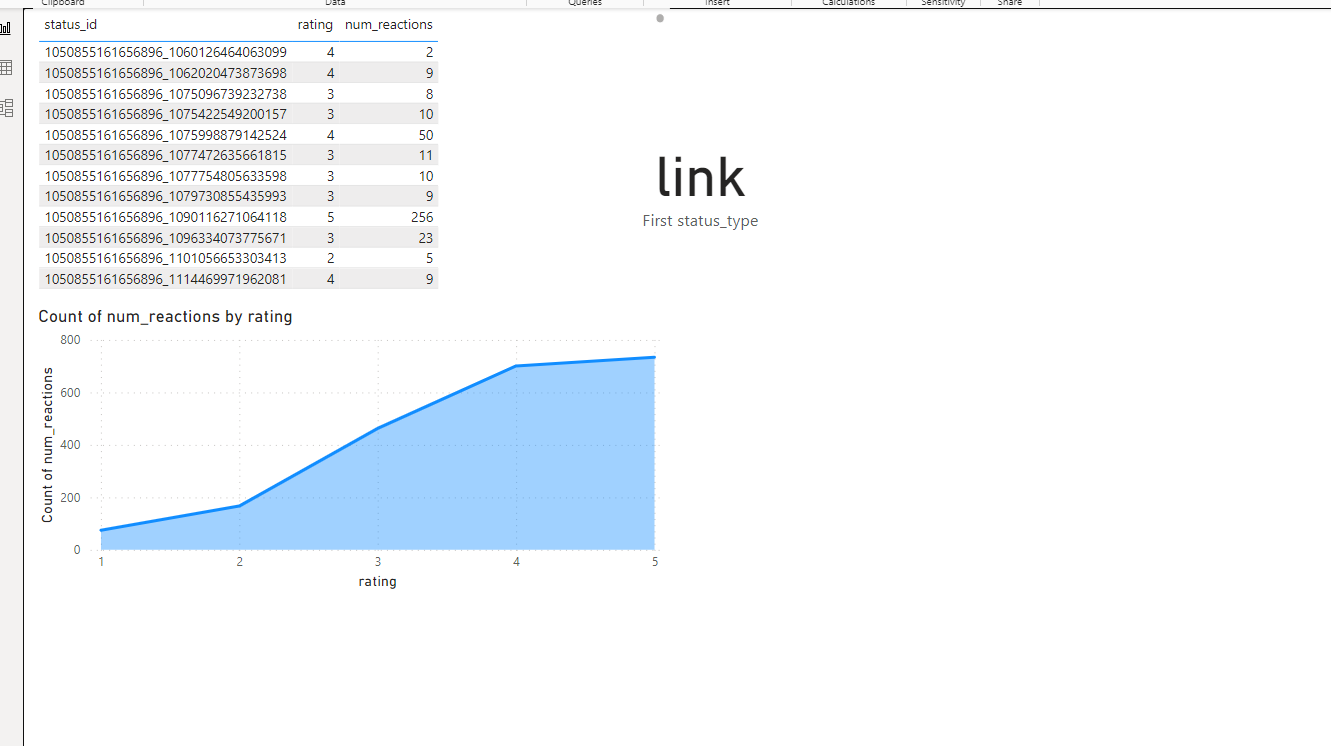 Clipboard Data Queries Insert Calculations Sensitivity Share
status_id rating num_reactions
1050855161656896_1060126464063099 4 2
1050855161656896_1062020473873698 4 9
1050855161656896_1075096739232738 3 8
1050855161656896_1075422549200157 3 10
1050855161656896_1075998879142524 4 50
1050855161656896_1077472635661815 3 11
1050855161656896_1077754805633598 3 10
1050855161656896_1079730855435993 3 9
1050855161656896_1090116271064118 5 256
1050855161656896_1096334073775671 3 23
1050855161656896_1101056653303413 2 5
1050855161656896_1114469971962081 4 9
link
First status_type
Count of num_reactions by rating
Count of num_reactions
800
600
400
200
0
1 2 3 4 5
rating